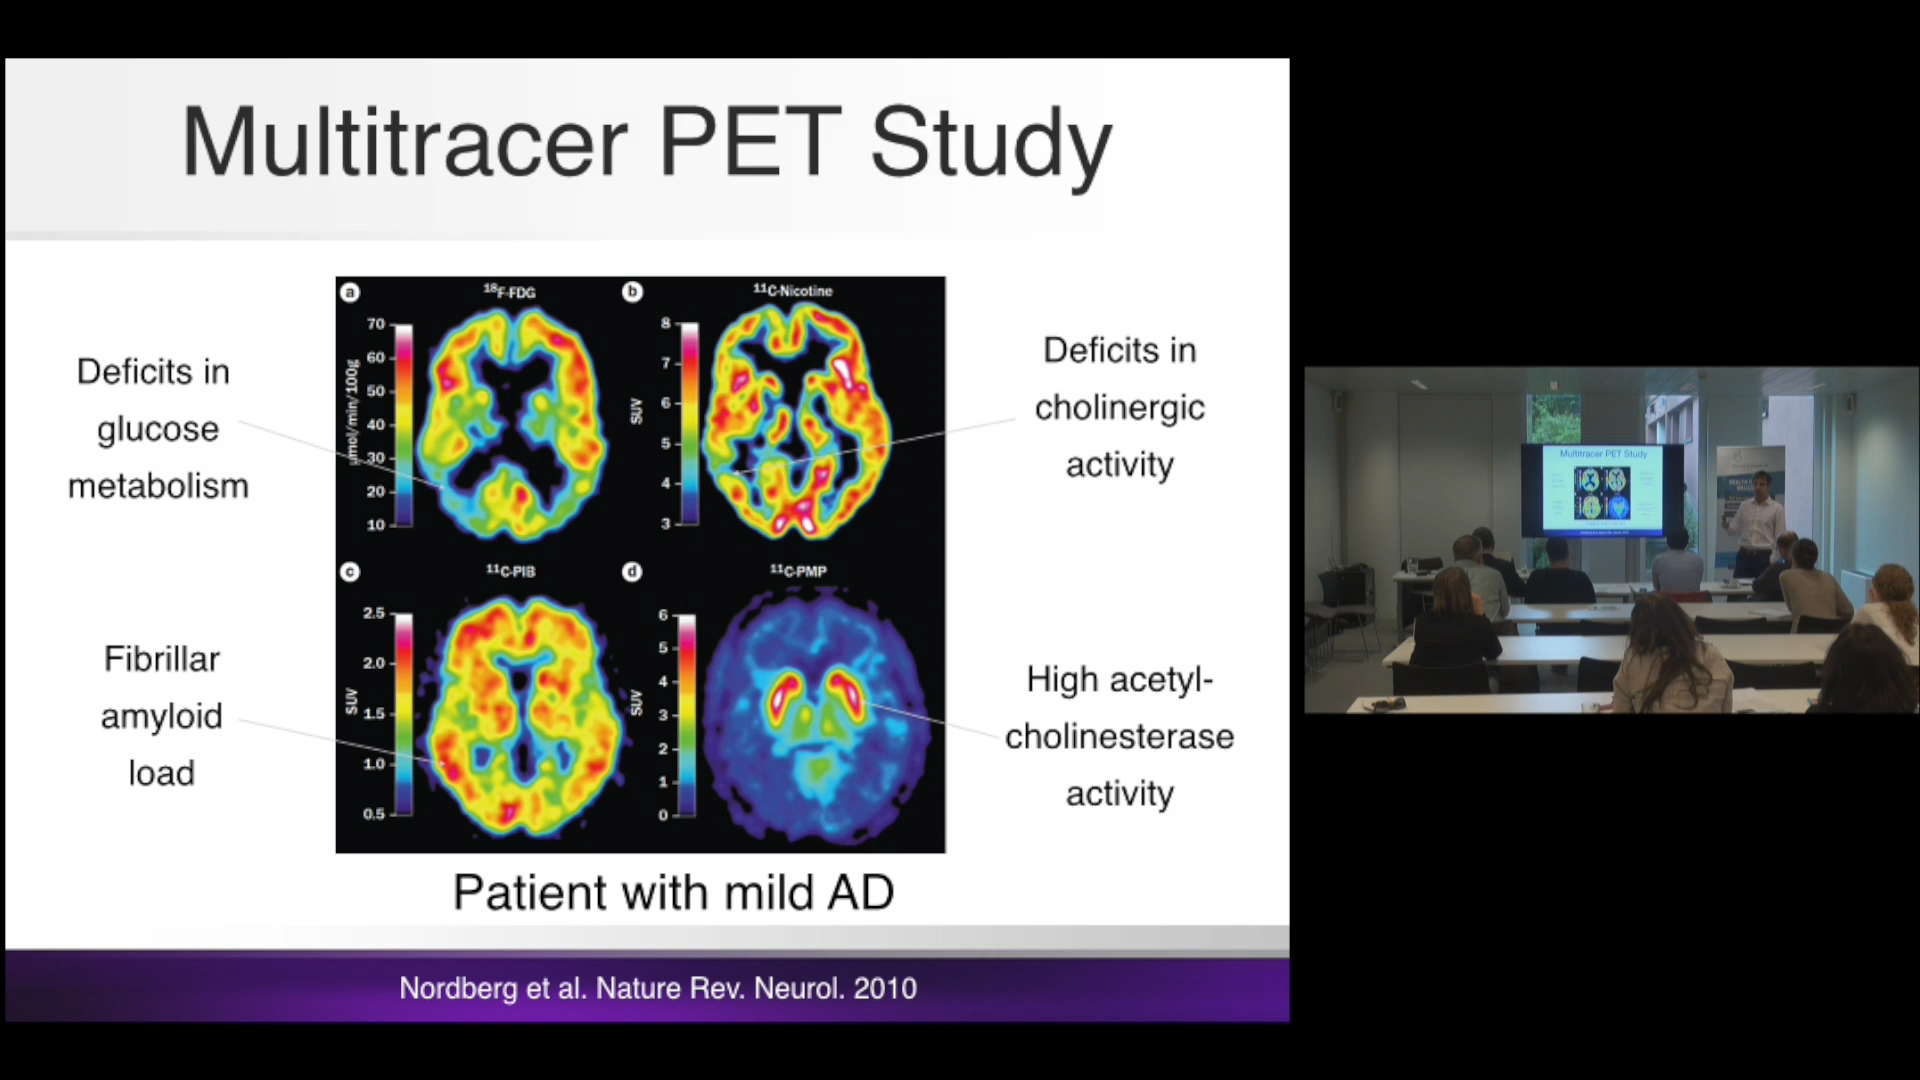 Multitracer PET Study
Deficits in
glucose
metabolism
Fibrillar
amyloid
load
a
18F-FDG
70
60
50
40
30
20
10
µmol/min/100g
b
11C-Nicotine
8
7
6
5
4
3
SUV
c
11C-PIB
2.5
2.0
1.5
1.0
0.5
SUV
d
11C-PMP
6
5
4
3
2
1
0
SUV
Deficits in
cholinergic
activity
High acetyl-
cholinesterase
activity
Patient with mild AD
Nordberg et al. Nature Rev. Neurol. 2010
Multitracer PET Study